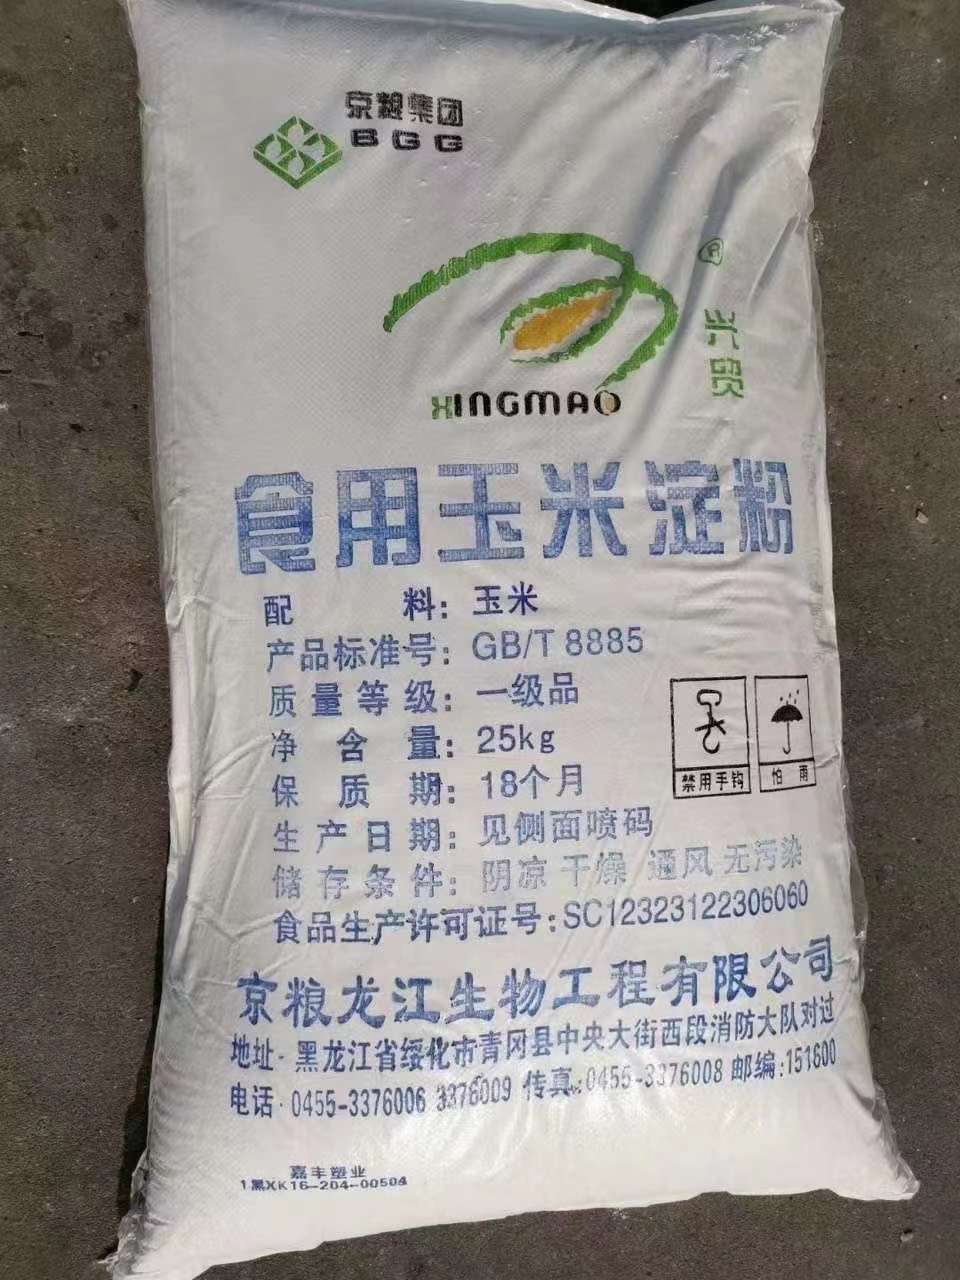 京粮集团
BGG
®
兴贸
XINGMAO
食用玉米淀粉
配料：玉米
产品标准号：GB/T 8885
质量等级：一级品
净含量：25kg
保质期：18个月
生产日期：见侧面喷码
储存条件：阴凉 干燥 通风 无污染
食品生产许可证号：SC12323122306060
禁用手钩
怕雨
京粮龙江生物工程有限公司
地址·黑龙江省绥化市青冈县中央大街西段消防大队对过
电话·0455-3376006 3376009 传真：0455-3376008 邮编：151600
嘉丰塑业
1黑XK16-204-00504